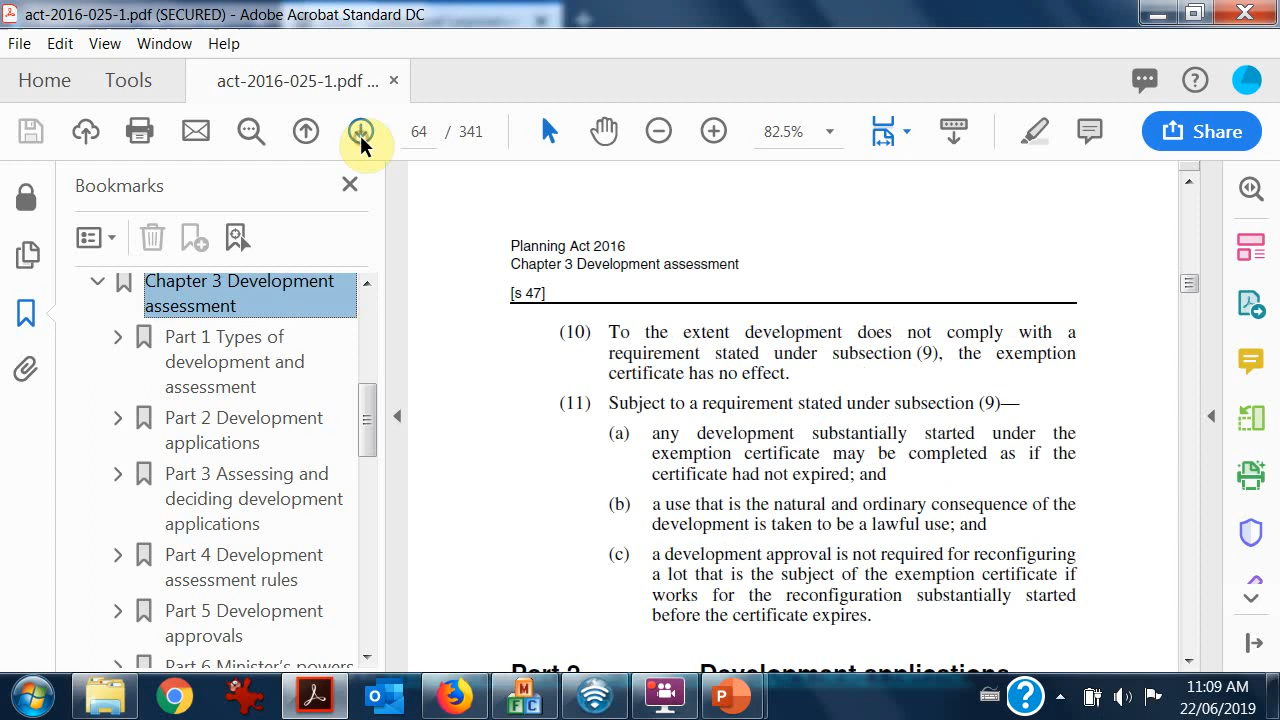 act-2016-025-1.pdf (SECURED) - Adobe Acrobat Standard DC
File Edit View Window Help
Home Tools act-2016-025-1.pdf ... ×
64 / 341 82.5% Share
Bookmarks
Chapter 3 Development
assessment
Part 1 Types of
development and
assessment
Part 2 Development
applications
Part 3 Assessing and
deciding development
applications
Part 4 Development
assessment rules
Part 5 Development
approvals
Part 6 Minister's powers
Planning Act 2016
Chapter 3 Development assessment
[s 47]
(10) To the extent development does not comply with a
requirement stated under subsection (9), the exemption
certificate has no effect.
(11) Subject to a requirement stated under subsection (9)—
(a) any development substantially started under the
exemption certificate may be completed as if the
certificate had not expired; and
(b) a use that is the natural and ordinary consequence of the
development is taken to be a lawful use; and
(c) a development approval is not required for reconfiguring
a lot that is the subject of the exemption certificate if
works for the reconfiguration substantially started
before the certificate expires.
Part 2 Development applications
11:09 AM
22/06/2019